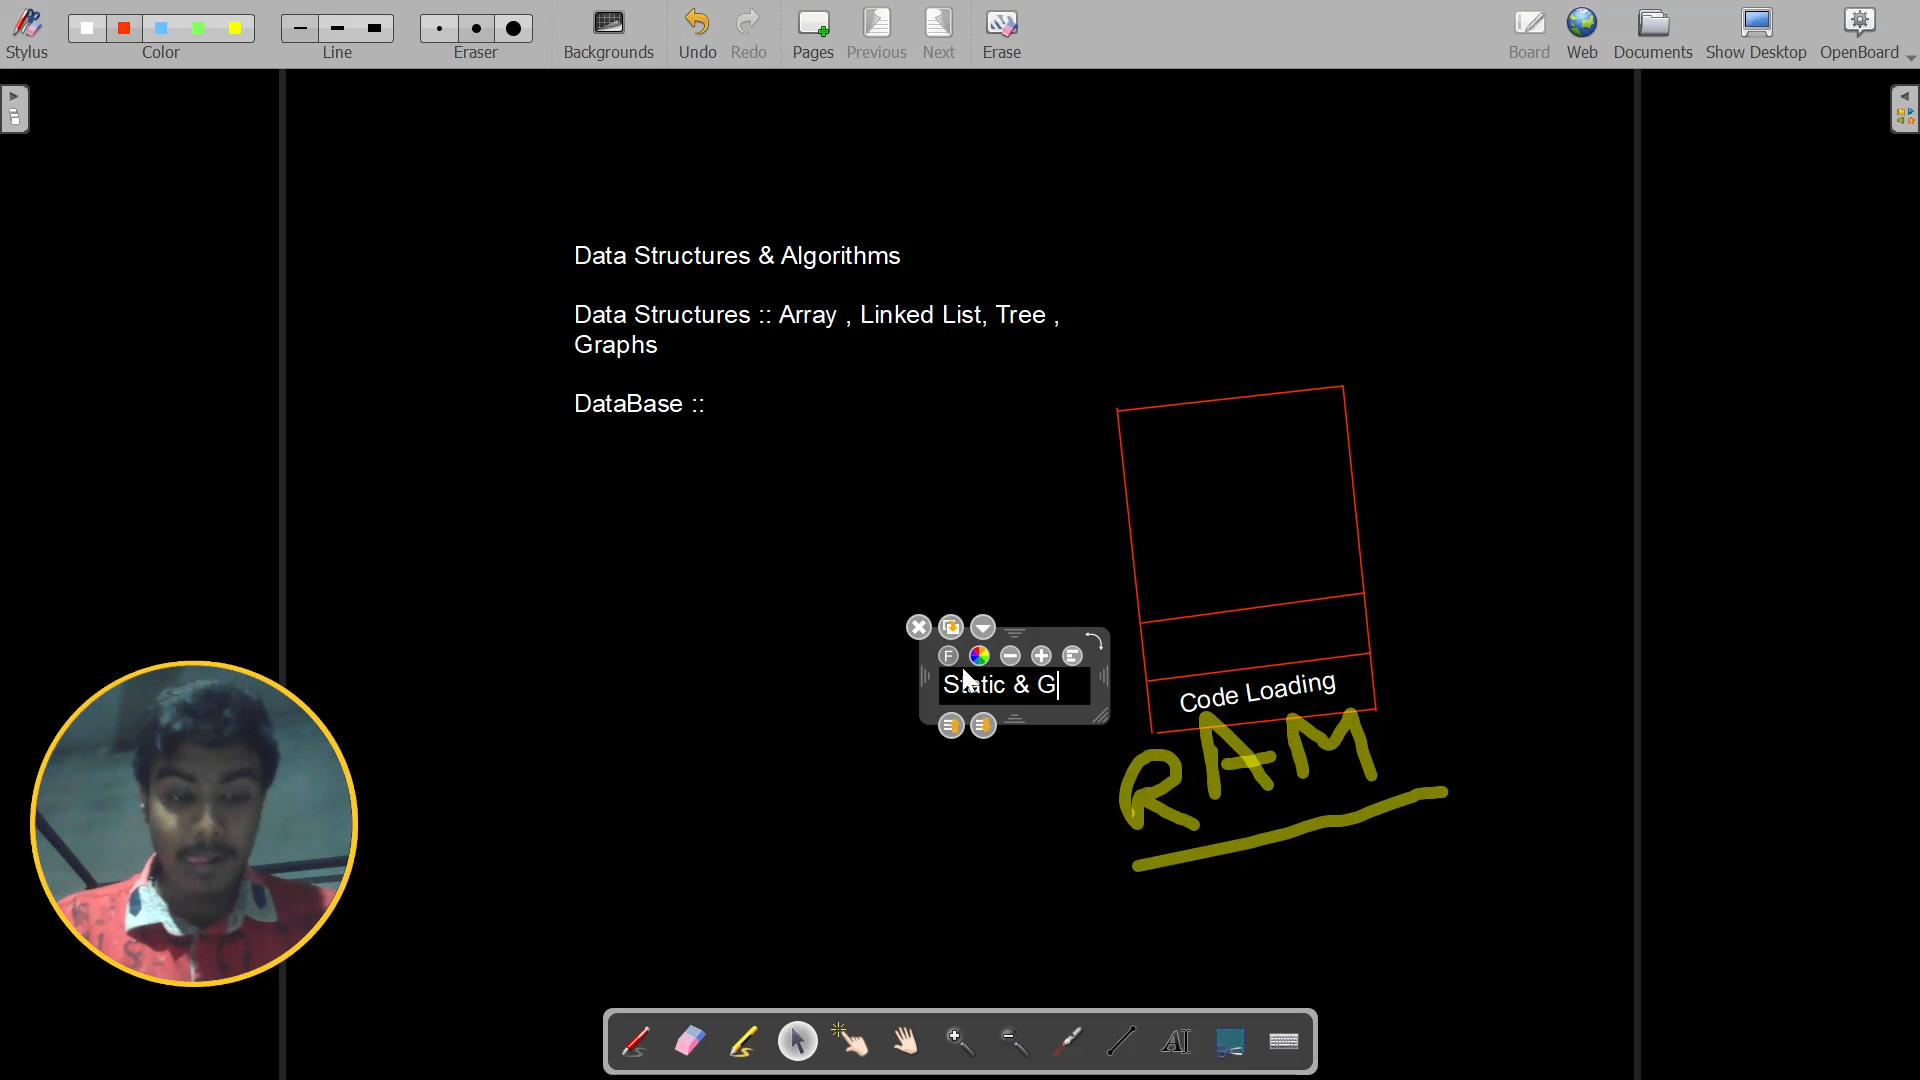 Stylus
Color
Line
Eraser
Backgrounds
Undo
Redo
Pages
Previous
Next
Erase
Board
Web
Documents
Show Desktop
OpenBoard
Data Structures & Algorithms
Data Structures :: Array , Linked List, Tree ,
Graphs
DataBase ::
F
Static & G
Code Loading
RAM
AI